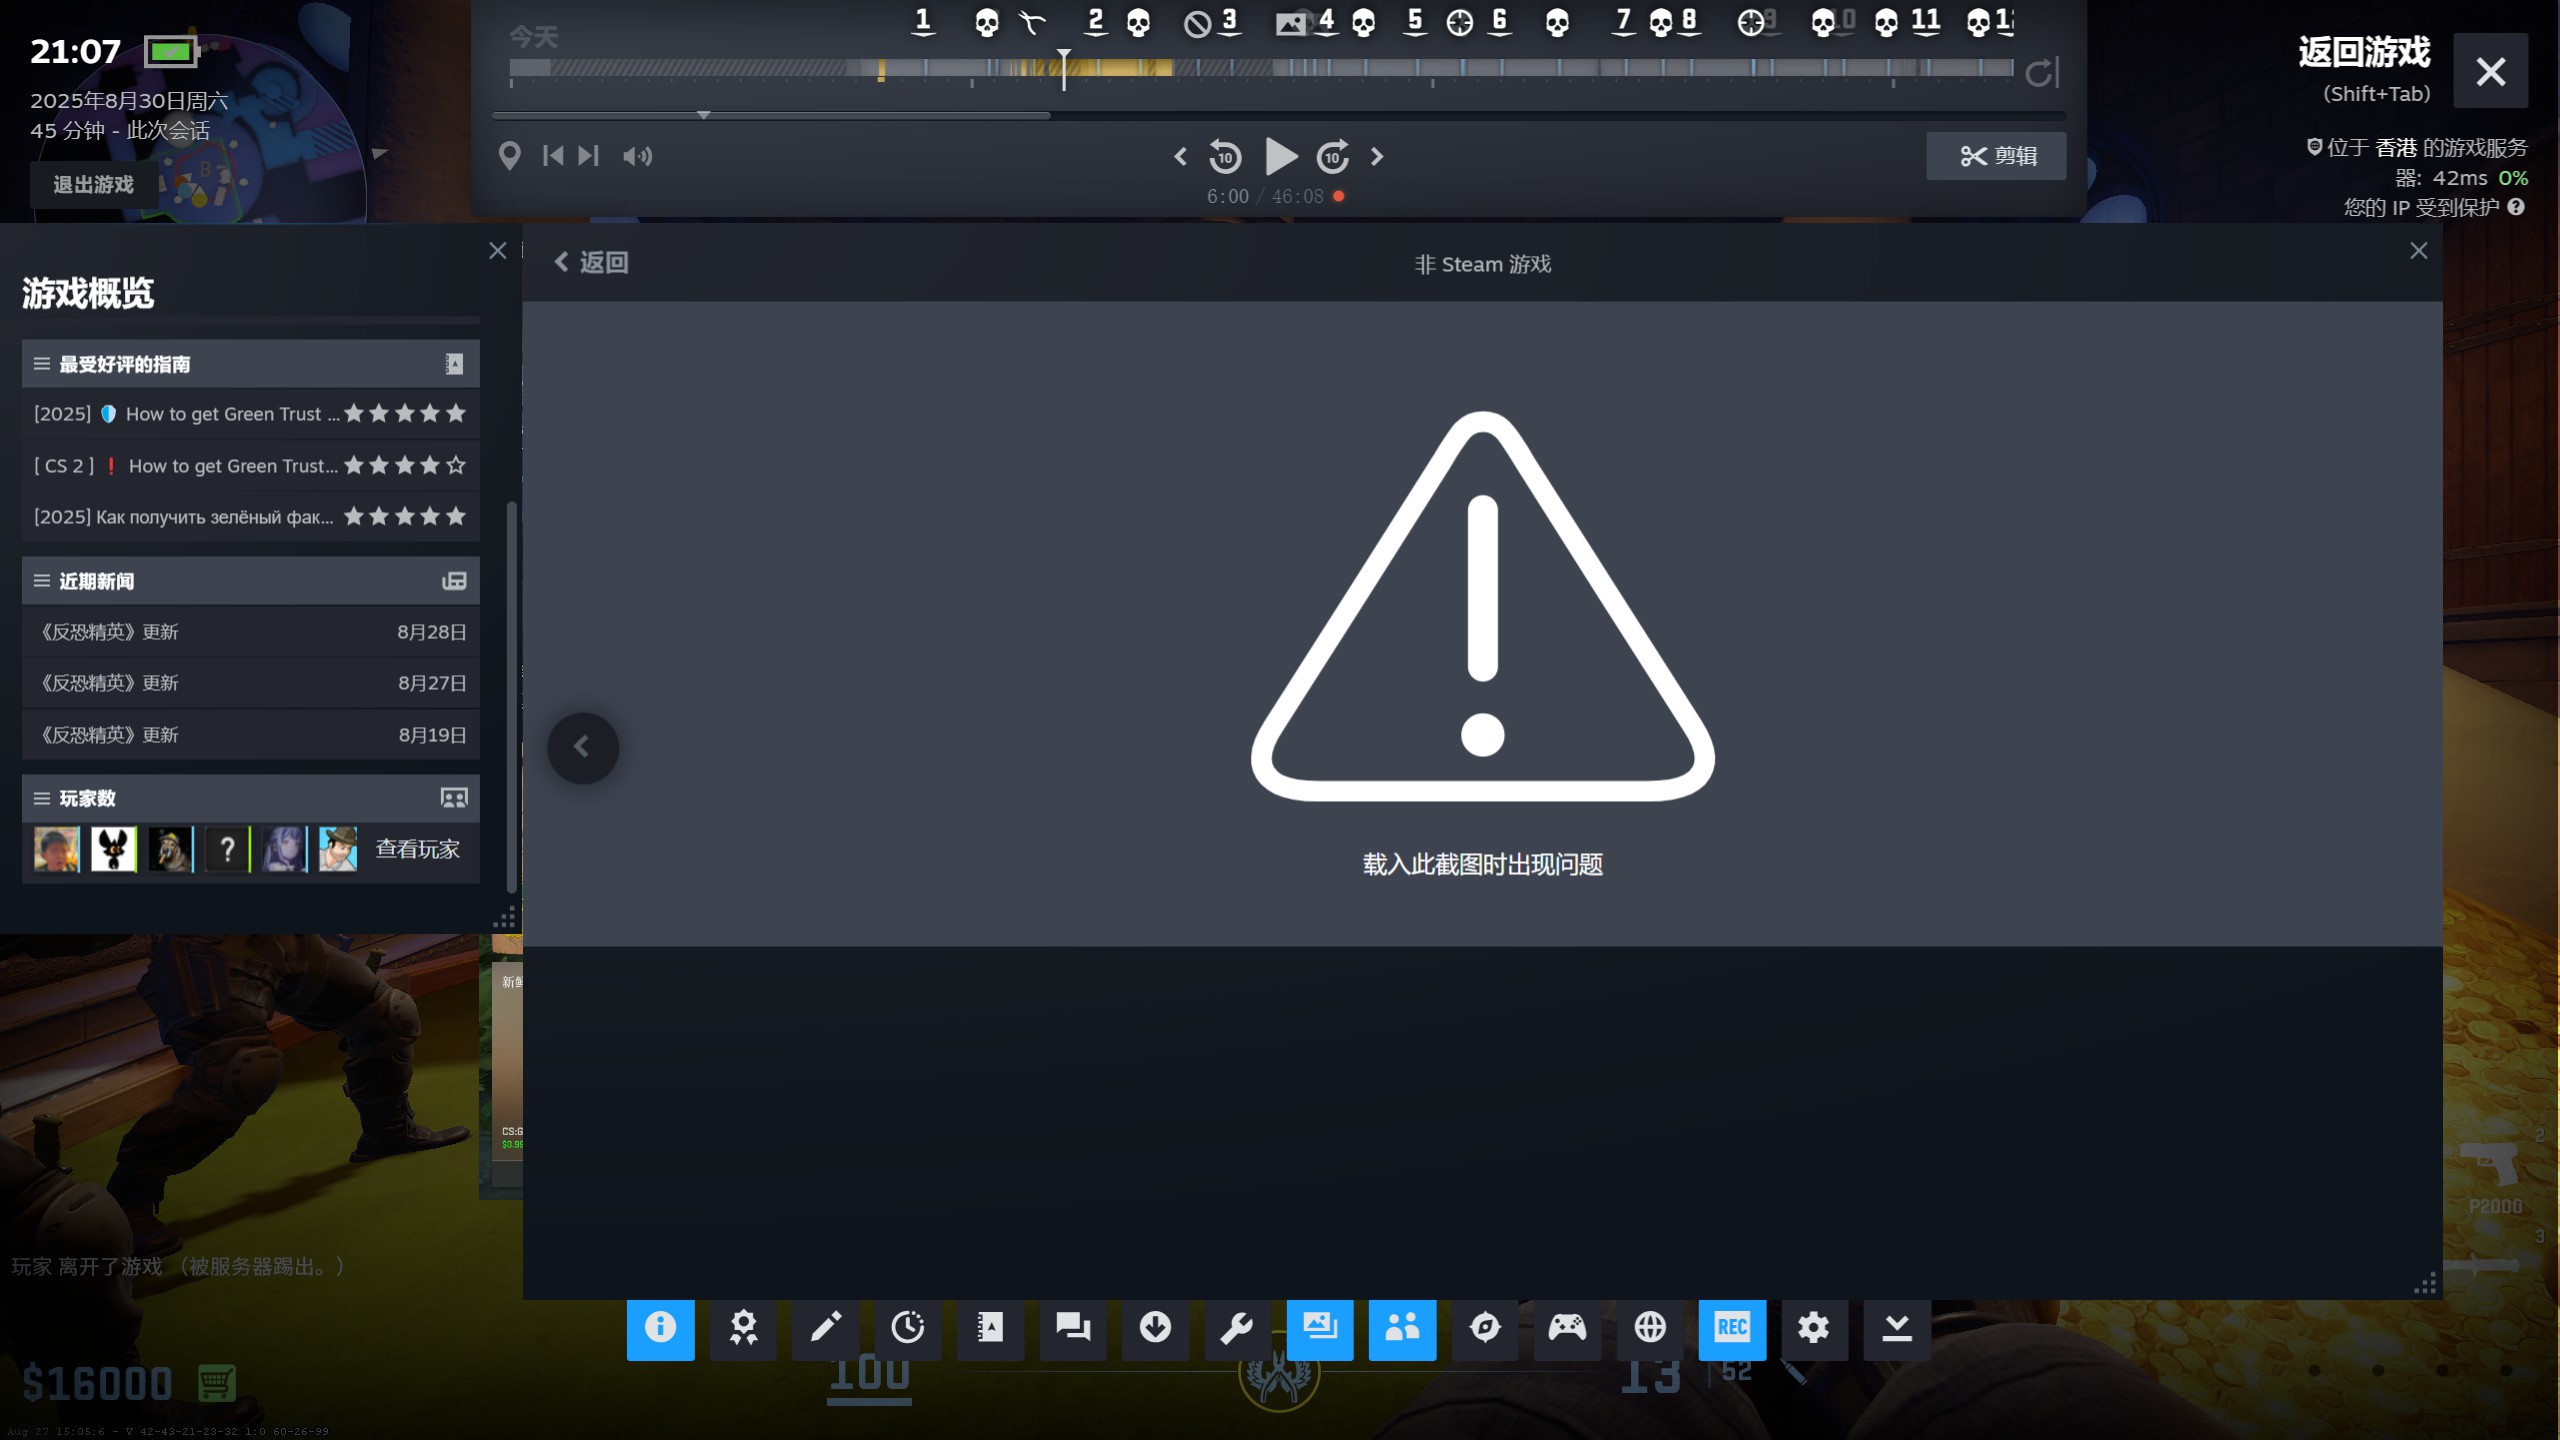 21:07
2025年8月30日周六
45 分钟 - 此次会话
退出游戏
今天
1 2 3 4 5 6 7 8 9 10 11
10 10
6:00 / 46:08
剪辑
返回游戏
(Shift+Tab)
位于 香港 的游戏服务
器: 42ms 0%
您的 IP 受到保护
B
游戏概览
最受好评的指南
[2025] How to get Green Trust ...
[ CS 2 ] ❗ How to get Green Trust...
[2025] Как получить зелёный фак...
近期新闻
《反恐精英》更新 8月28日
《反恐精英》更新 8月27日
《反恐精英》更新 8月19日
玩家数
?
查看玩家
返回
非 Steam 游戏
载入此截图时出现问题
CS:G
玩家 离开了游戏 （被服务器踢出。）
2
P2000
3
REC
$16000
100
13 | 52